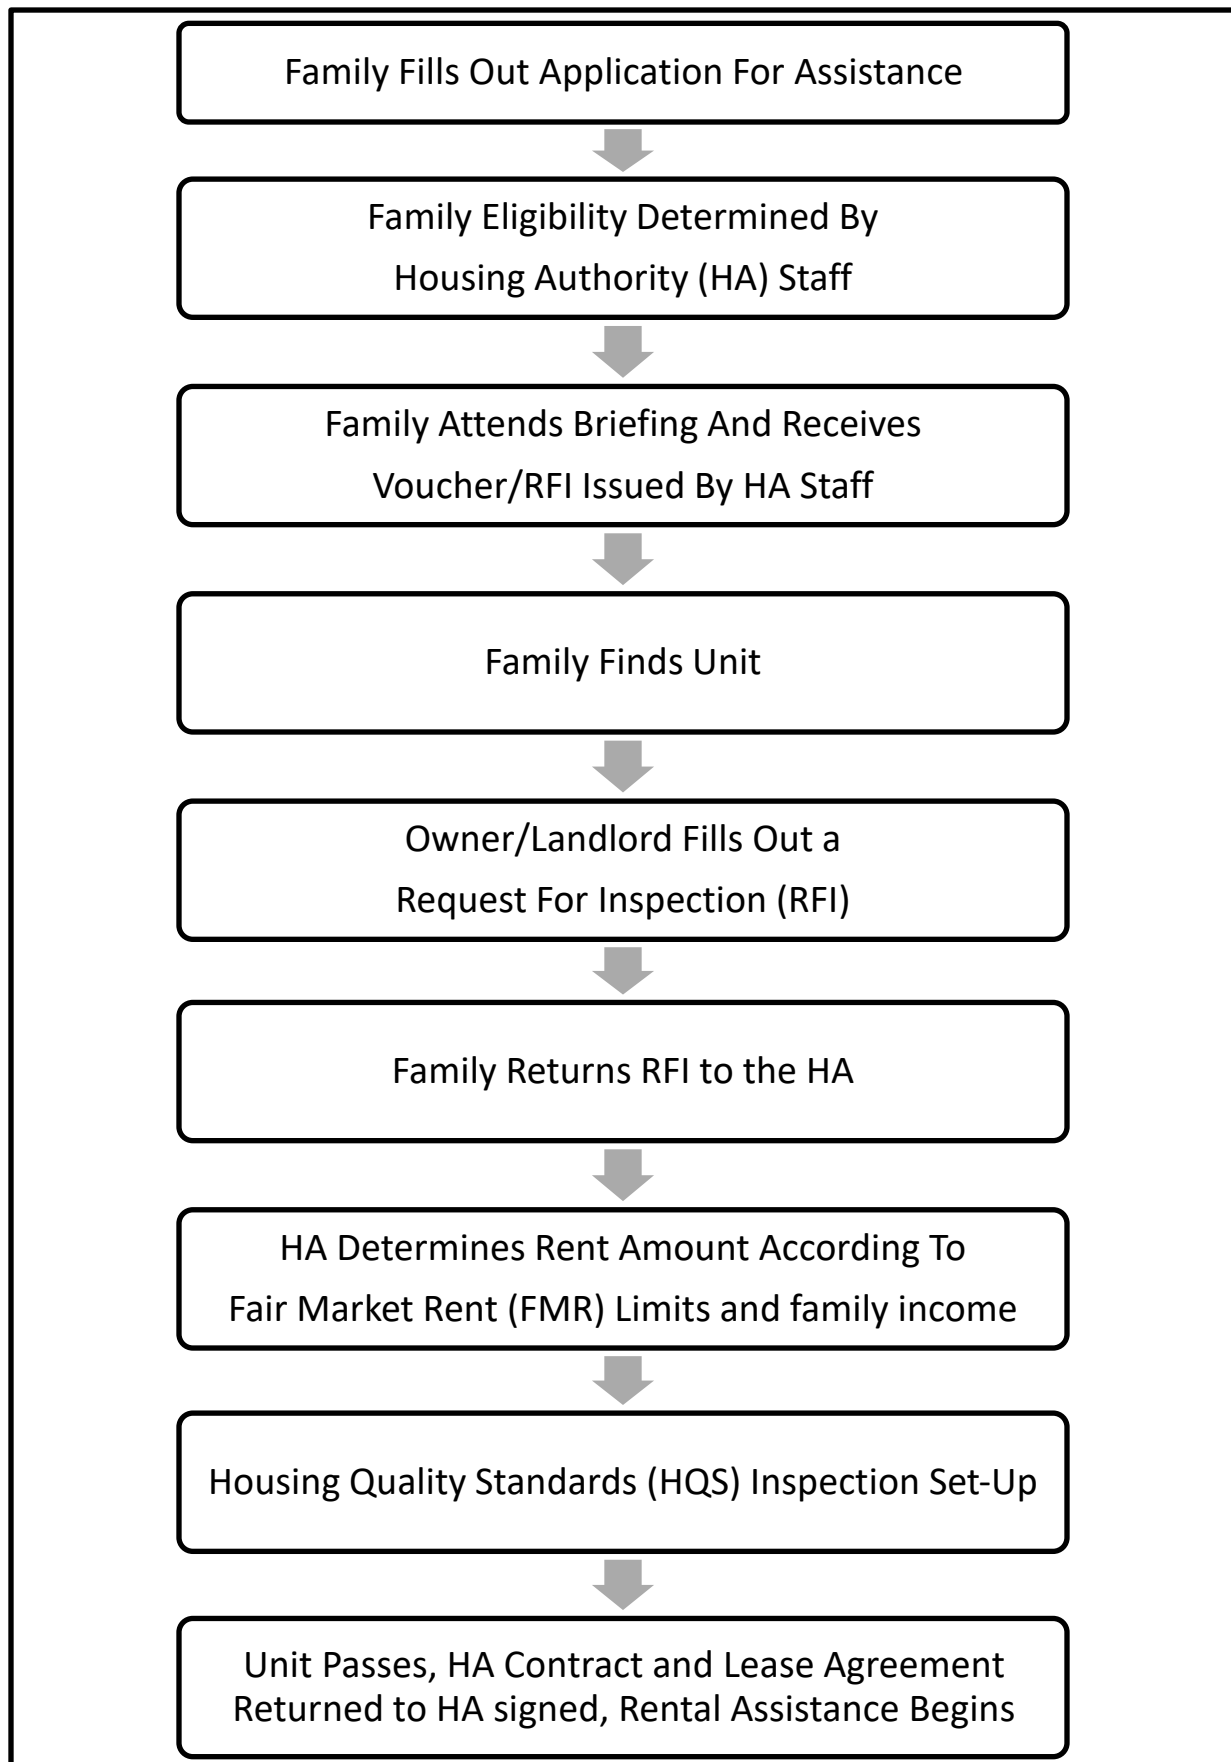 Family Fills Out Application For Assistance
Family Eligibility Determined By
Housing Authority (HA) Staff
Family Attends Briefing And Receives
Voucher/RFI Issued By HA Staff
Family Finds Unit
Owner/Landlord Fills Out a
Request For Inspection (RFI)
Family Returns RFI to the HA
HA Determines Rent Amount According To
Fair Market Rent (FMR) Limits and family income
Housing Quality Standards (HQS) Inspection Set-Up
Unit Passes, HA Contract and Lease Agreement
Returned to HA signed, Rental Assistance Begins